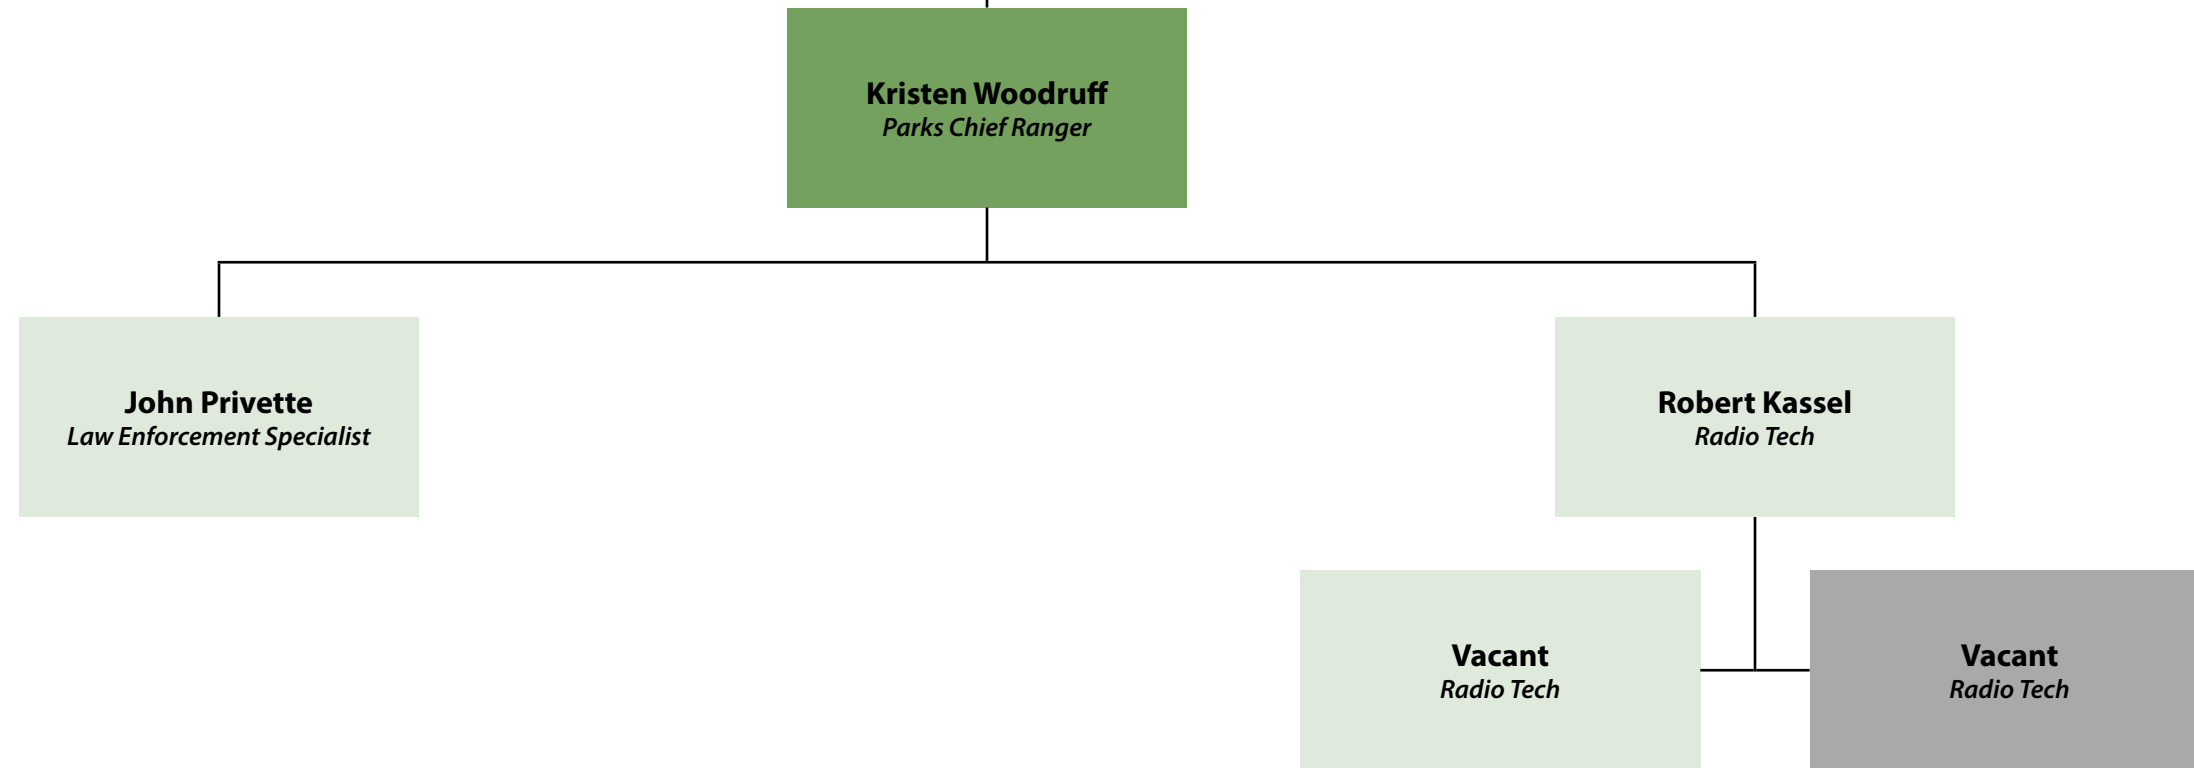 Kristen Woodruff
Parks Chief Ranger
John Privette
Law Enforcement Specialist
Robert Kassel
Radio Tech
Vacant
Radio Tech
Vacant
Radio Tech